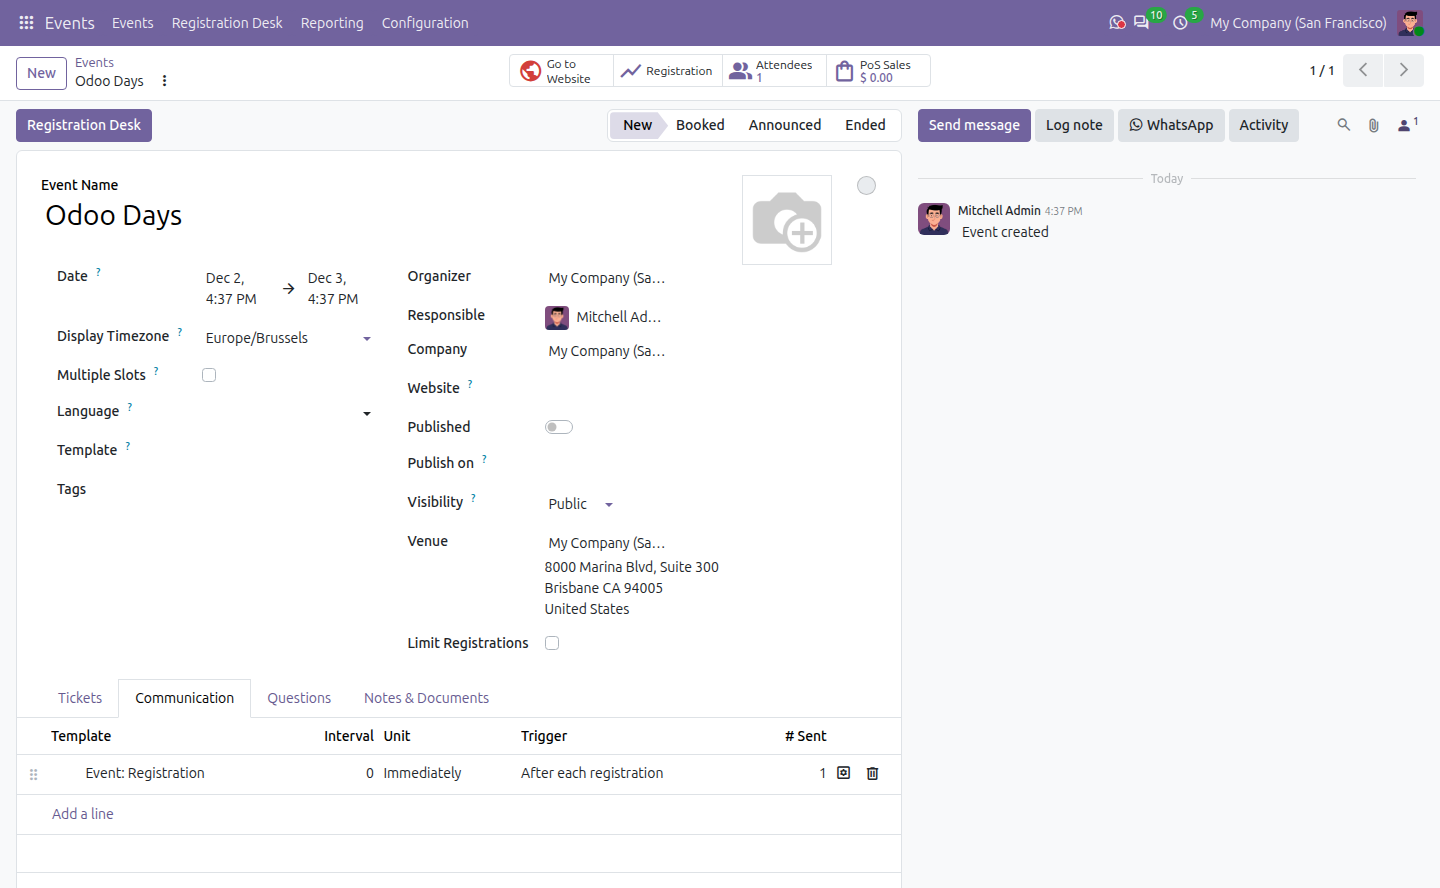 Events Events Registration Desk Reporting Configuration 10 5 My Company (San Francisco)
New Events
Odoo Days
Go to Website
Registration
Attendees 1
PoS Sales $ 0.00
1 / 1
Registration Desk
New Booked Announced Ended
Send message Log note WhatsApp Activity 1
Today
Mitchell Admin 4:37 PM
Event created
Event Name
Odoo Days
Date ? Dec 2, 4:37 PM → Dec 3, 4:37 PM
Display Timezone ? Europe/Brussels
Multiple Slots ?
Language ?
Template ?
Tags
Organizer My Company (Sa...
Responsible Mitchell Ad...
Company My Company (Sa...
Website ?
Published
Publish on ?
Visibility ? Public
Venue My Company (Sa...
8000 Marina Blvd, Suite 300
Brisbane CA 94005
United States
Limit Registrations
Tickets Communication Questions Notes & Documents
Template Interval Unit Trigger # Sent
Event: Registration 0 Immediately After each registration 1
Add a line